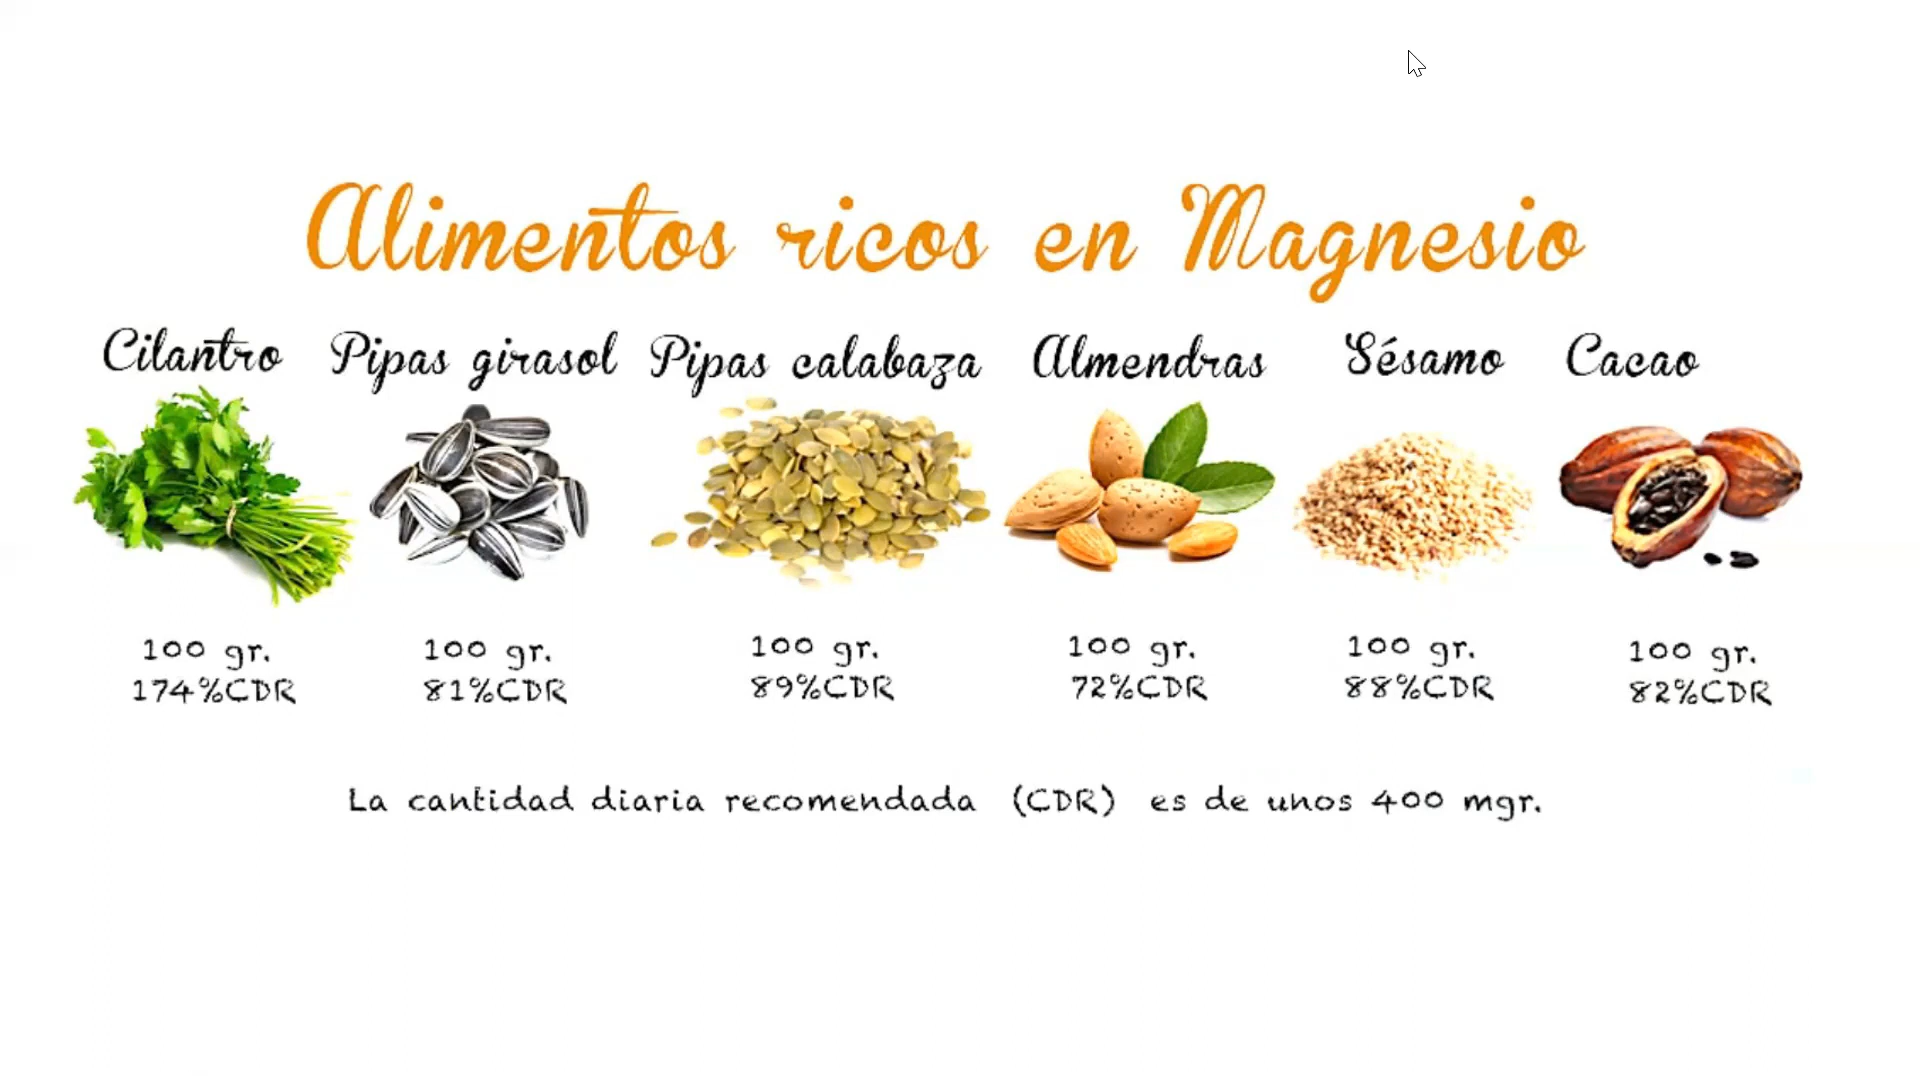 Alimentos ricos en Magnesio
Cilantro
Pipas girasol
Pipas calabaza
Almendras
Sésamo
Cacao
100 gr.
174%CDR
100 gr.
81%CDR
100 gr.
89%CDR
100 gr.
72%CDR
100 gr.
88%CDR
100 gr.
82%CDR
La cantidad diaria recomendada (CDR) es de unos 400 mgr.